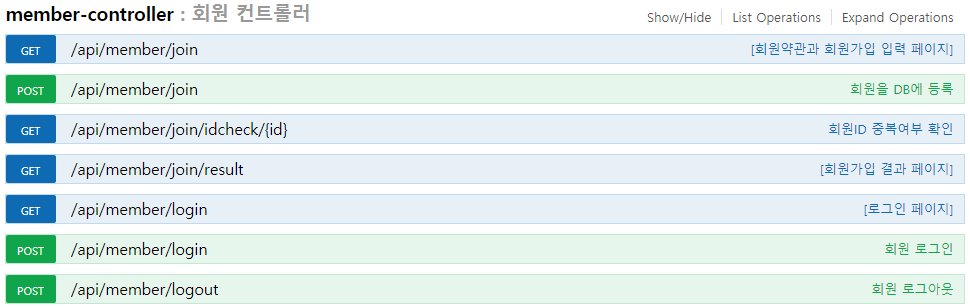 member-controller : 회원 컨트롤러 Show/Hide List Operations Expand Operations
GET /api/member/join [회원약관과 회원가입 입력 페이지]
POST /api/member/join 회원을 DB에 등록
GET /api/member/join/idcheck/{id} 회원ID 중복여부 확인
GET /api/member/join/result [회원가입 결과 페이지]
GET /api/member/login [로그인 페이지]
POST /api/member/login 회원 로그인
POST /api/member/logout 회원 로그아웃